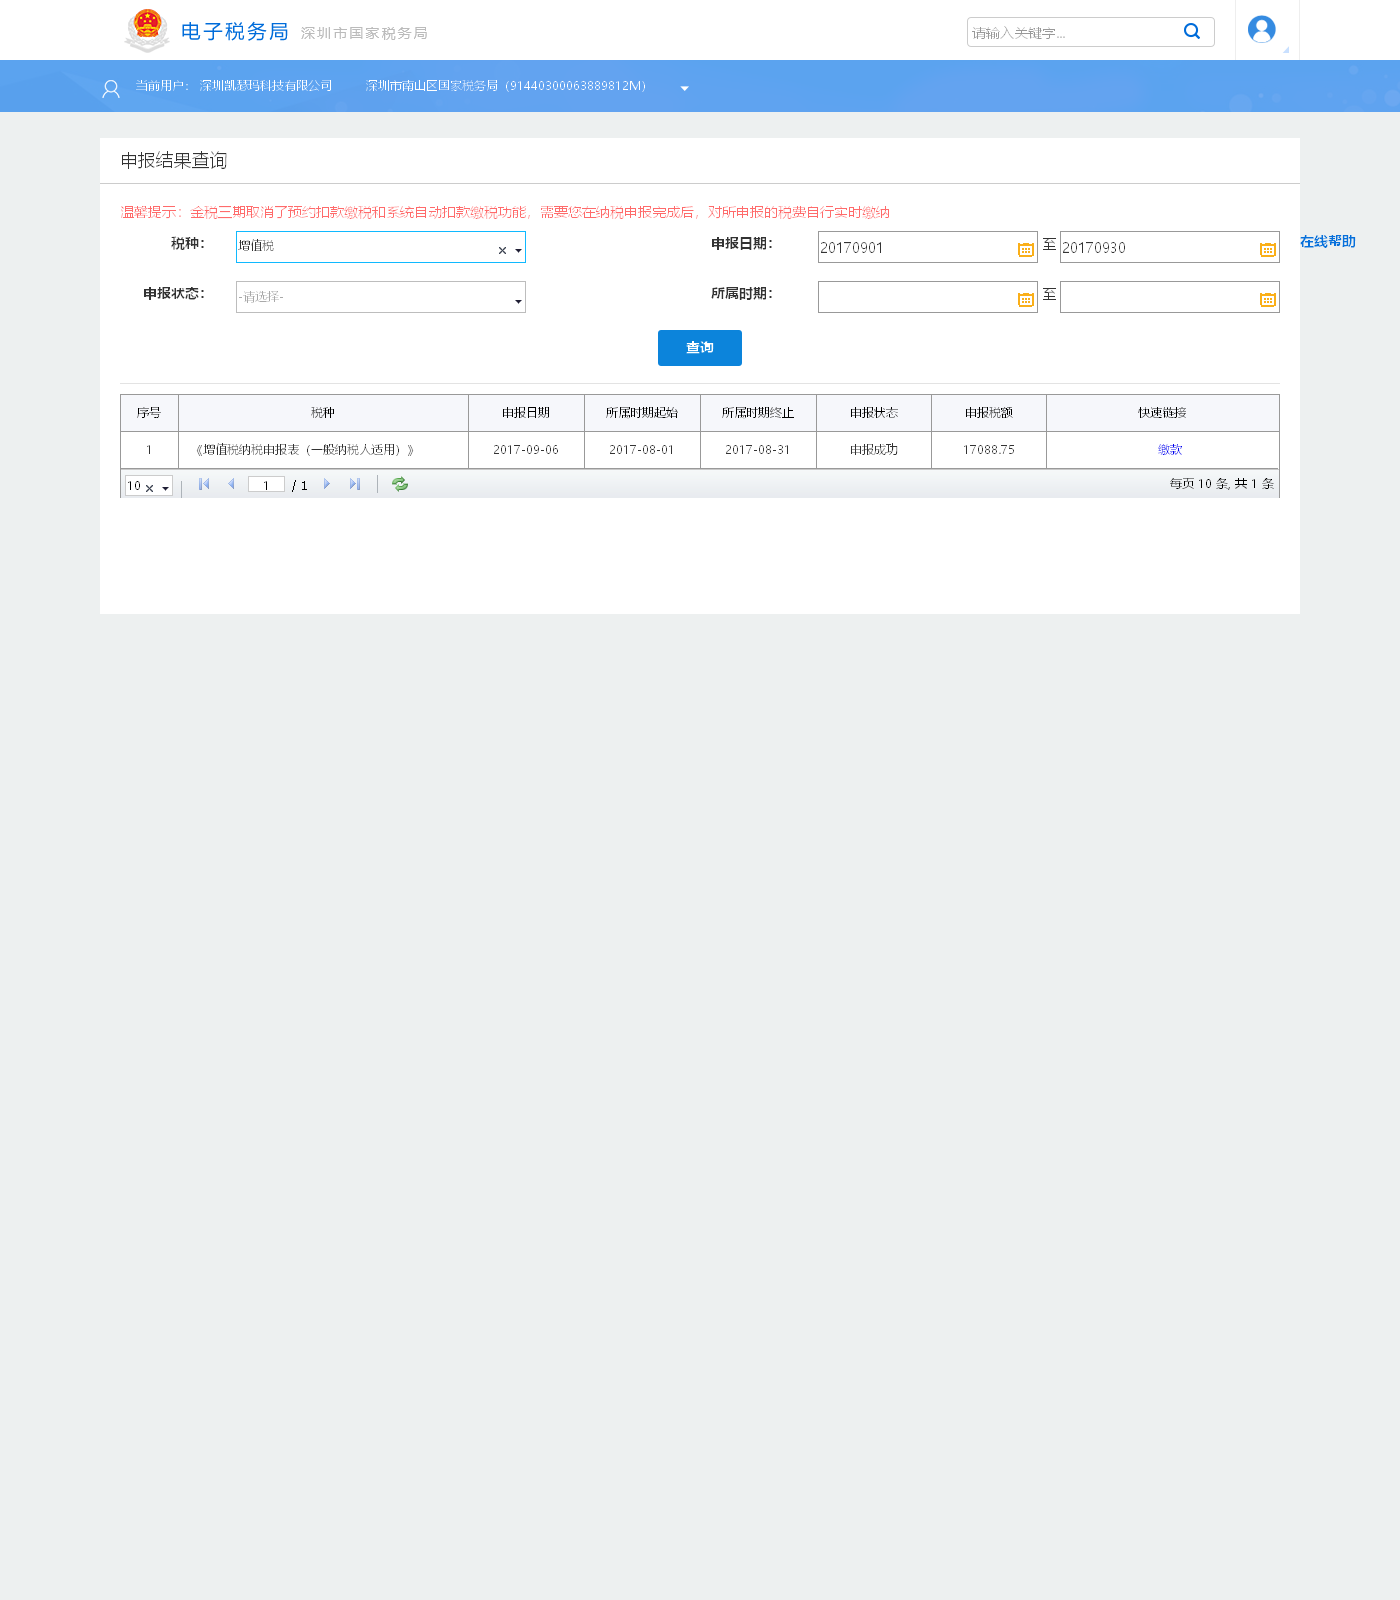 电子税务局 深圳市国家税务局
请输入关键字...
当前用户： 深圳凯瑟玛科技有限公司 深圳市南山区国家税务局（91440300063889812M）
申报结果查询
温馨提示：金税三期取消了预约扣款缴税和系统自动扣款缴税功能，需要您在纳税申报完成后，对所申报的税费自行实时缴纳
税种： 增值税 申报日期： 20170901 至 20170930 在线帮助
申报状态： -请选择- 所属时期： 至
查询
序号 税种 申报日期 所属时期起始 所属时期终止 申报状态 申报税额 快速链接
1 《增值税纳税申报表（一般纳税人适用）》 2017-09-06 2017-08-01 2017-08-31 申报成功 17088.75 缴款
10 1 / 1 每页 10 条, 共 1 条